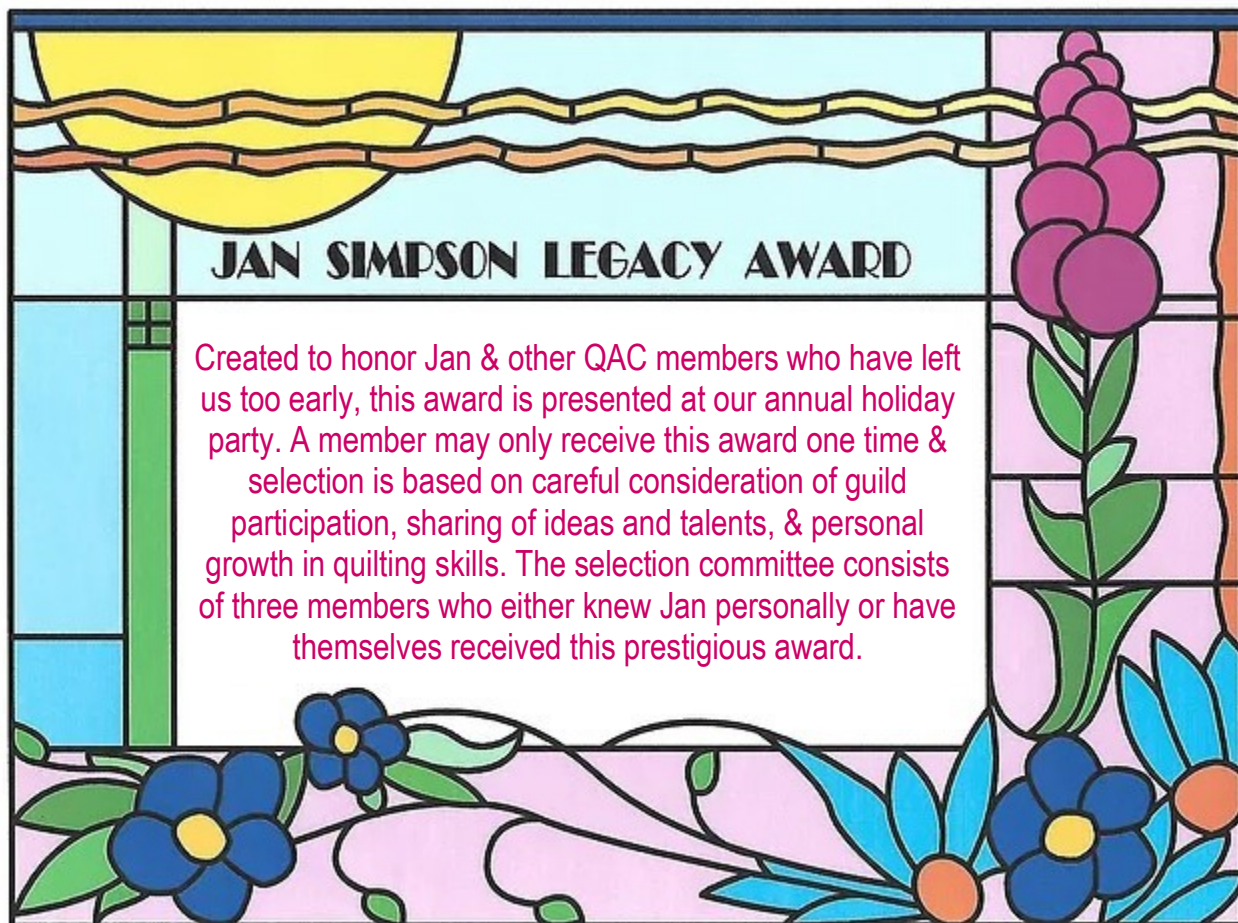 JAN SIMPSON LEGACY AWARD
Created to honor Jan & other QAC members who have left
us too early, this award is presented at our annual holiday
party. A member may only receive this award one time &
selection is based on careful consideration of guild
participation, sharing of ideas and talents, & personal
growth in quilting skills. The selection committee consists
of three members who either knew Jan personally or have
themselves received this prestigious award.